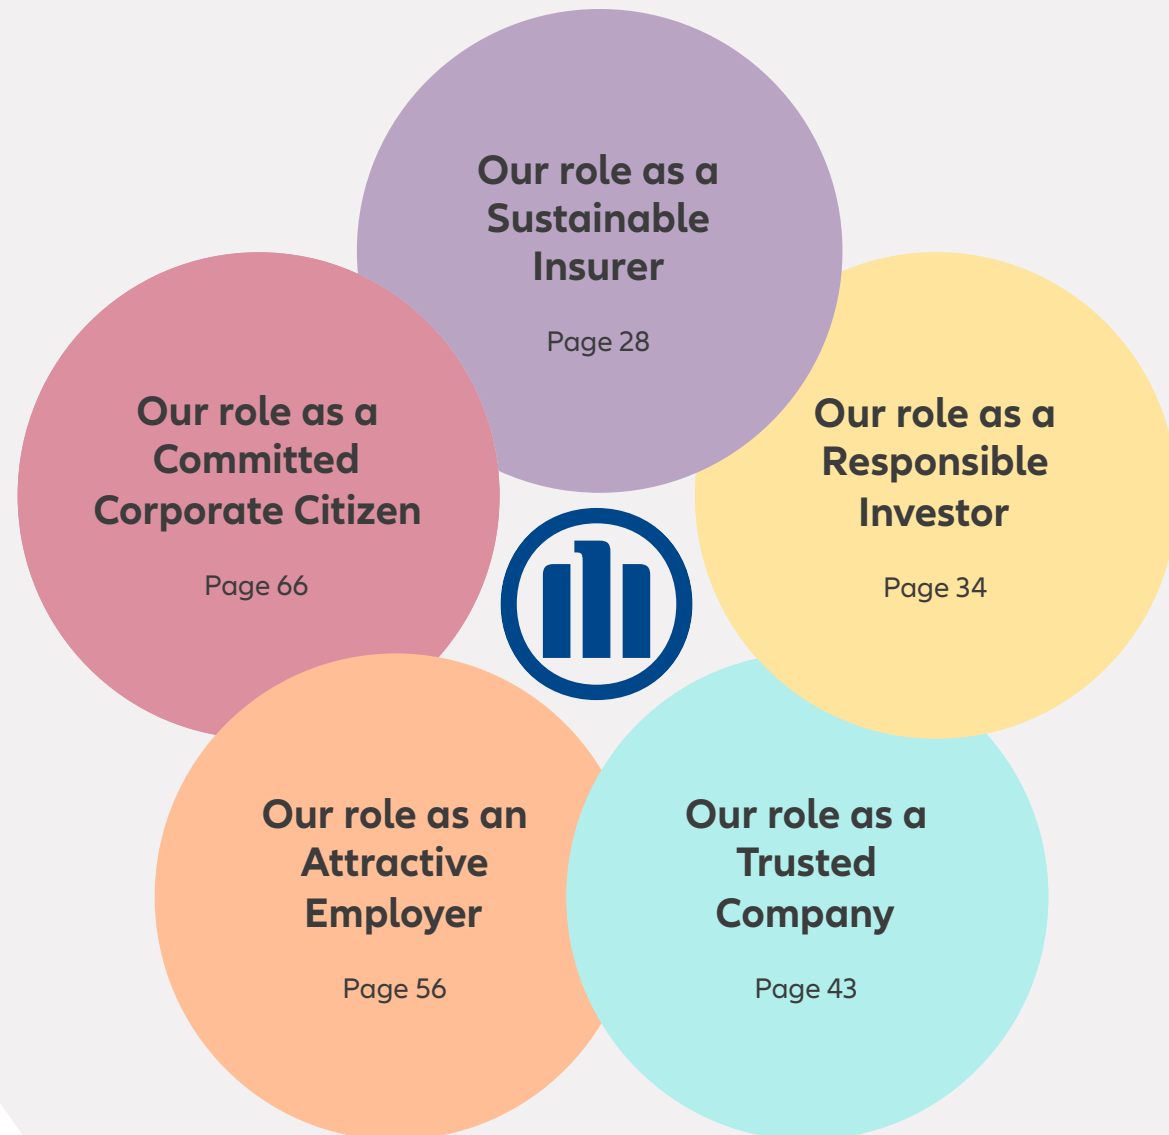 Our role as a
Sustainable
Insurer
Page 28
Our role as a
Committed
Corporate Citizen
Page 66
Our role as a
Responsible
Investor
Page 34
Our role as an
Attractive
Employer
Page 56
Our role as a
Trusted
Company
Page 43